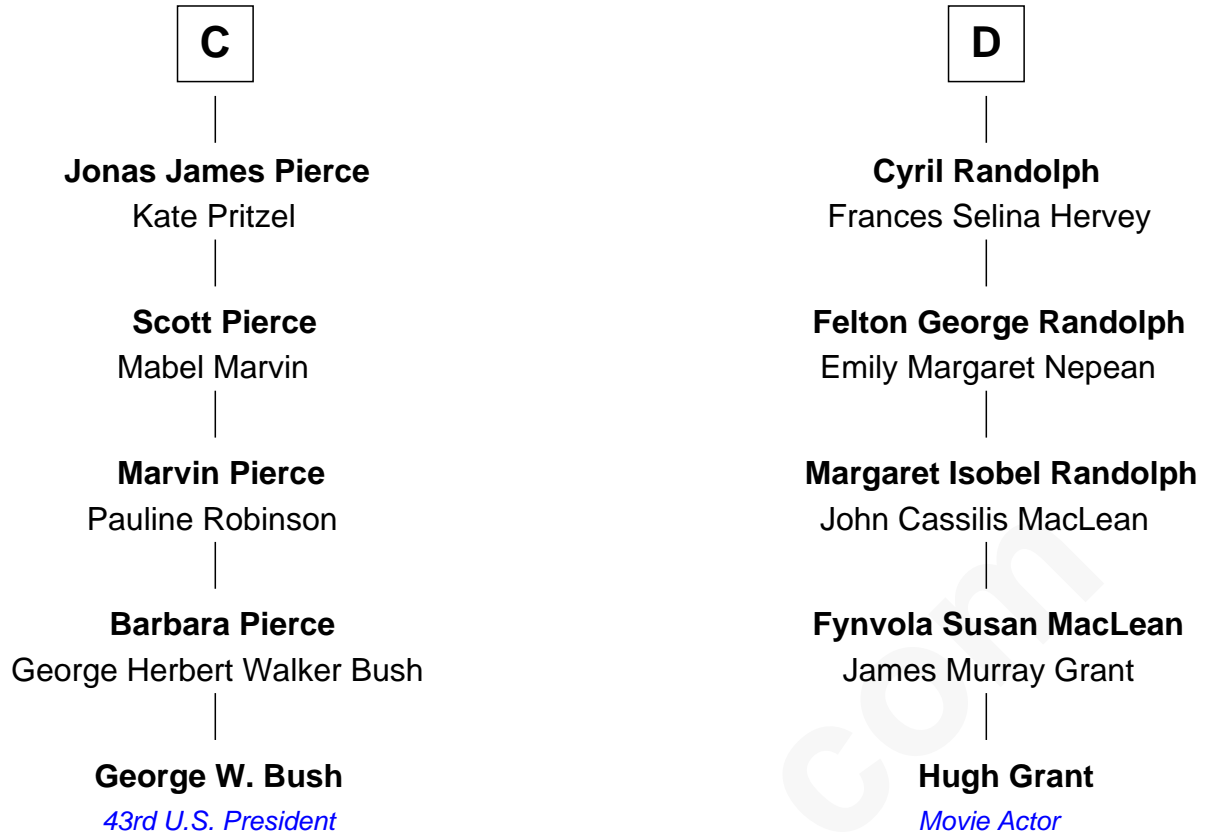 C
Jonas James Pierce
Kate Pritzel
Scott Pierce
Mabel Marvin
Marvin Pierce
Pauline Robinson
Barbara Pierce
George Herbert Walker Bush
George W. Bush
43rd U.S. President
D
Cyril Randolph
Frances Selina Hervey
Felton George Randolph
Emily Margaret Nepean
Margaret Isobel Randolph
John Cassilis MacLean
Fynvola Susan MacLean
James Murray Grant
Hugh Grant
Movie Actor
com